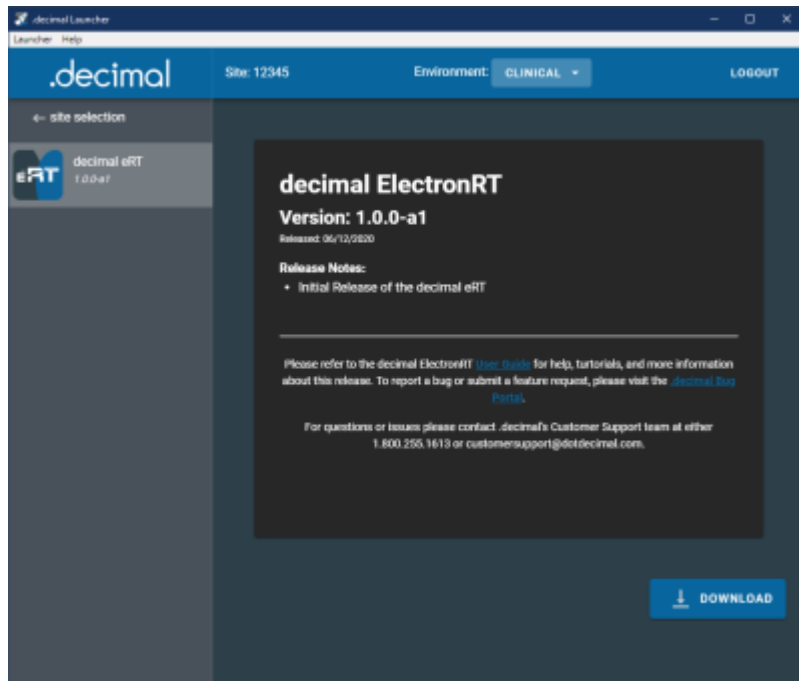 .decimal Launcher
Launcher Help
.decimal
Site: 12345
Environment:
CLINICAL
LOGOUT
← site selection
eRT
decimal eRT
1.0.0-a1
decimal ElectronRT
Version: 1.0.0-a1
Released: 06/12/2020
Release Notes:
• Initial Release of the decimal eRT
Please refer to the decimal ElectronRT User Guide for help, turtorials, and more information
about this release. To report a bug or submit a feature request, please visit the .decimal Bug
Portal.
For questions or issues please contact .decimal's Customer Support team at either
1.800.255.1613 or customersupport@dotdecimal.com.
DOWNLOAD